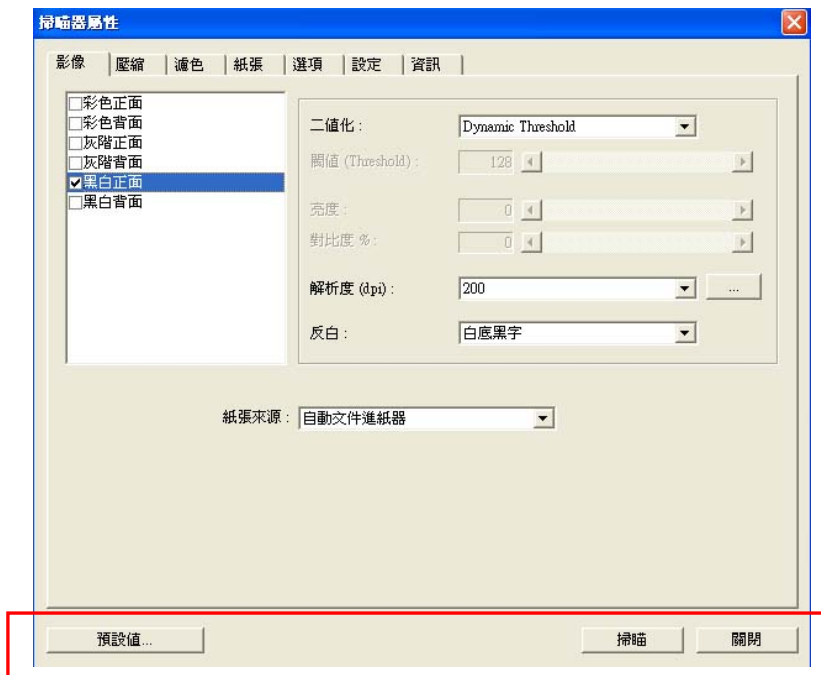 掃瞄器屬性
影像 壓縮 濾色 紙張 選項 設定 資訊
彩色正面
彩色背面
灰階正面
灰階背面
黑白正面
黑白背面
二值化 : Dynamic Threshold
閥值 (Threshold) : 128
亮度 : 0
對比度 % : 0
解析度 (dpi) : 200 ...
反白 : 白底黑字
紙張來源 : 自動文件進紙器
預設值... 掃瞄 關閉